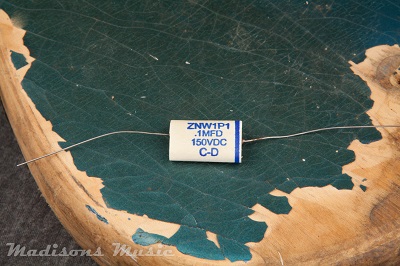 ZNW1P1
.1MFD
150VDC
C-D
Madisons Music